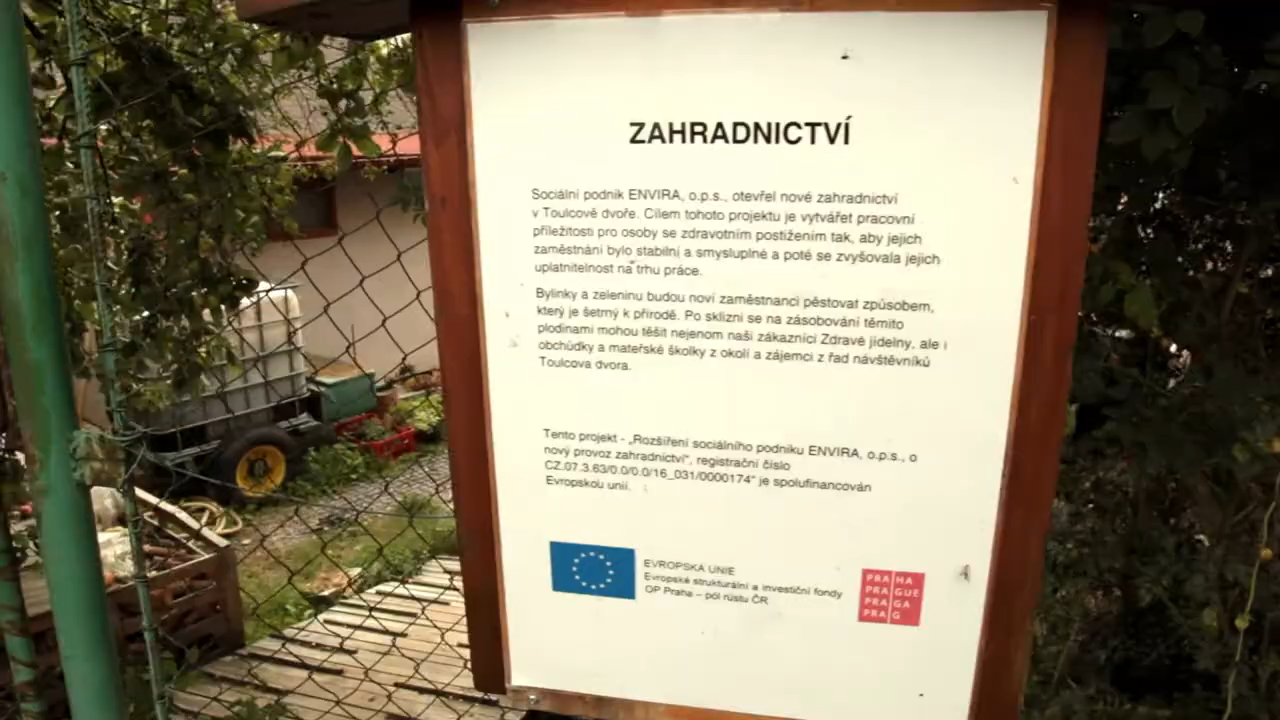 ZAHRADNICTVÍ
Sociální podnik ENVIRA, o.p.s., otevřel nové zahradnictví
v Toulcově dvoře. Cílem tohoto projektu je vytvářet pracovní
příležitosti pro osoby se zdravotním postižením tak, aby jejich
zaměstnání bylo stabilní a smysluplné a poté se zvyšovala jejich
uplatnitelnost na trhu práce.
Bylinky a zeleninu budou noví zaměstnanci pěstovat způsobem,
který je šetrný k přírodě. Po sklizni se na zásobování těmito
plodinami mohou těšit nejenom naši zákazníci Zdravé jídelny, ale i
obchůdky a mateřské školky z okolí a zájemci z řad návštěvníků
Toulcova dvora.
Tento projekt - „Rozšíření sociálního podniku ENVIRA, o.p.s., o
nový provoz zahradnictví“, registrační číslo
CZ.07.3.63/0.0/0.0/16_031/0000174“ je spolufinancován
Evropskou unií.
EVROPSKÁ UNIE
Evropské strukturální a investiční fondy
OP Praha – pól růstu ČR
PRA HA
PRA GUE
PRA GA
PRA G